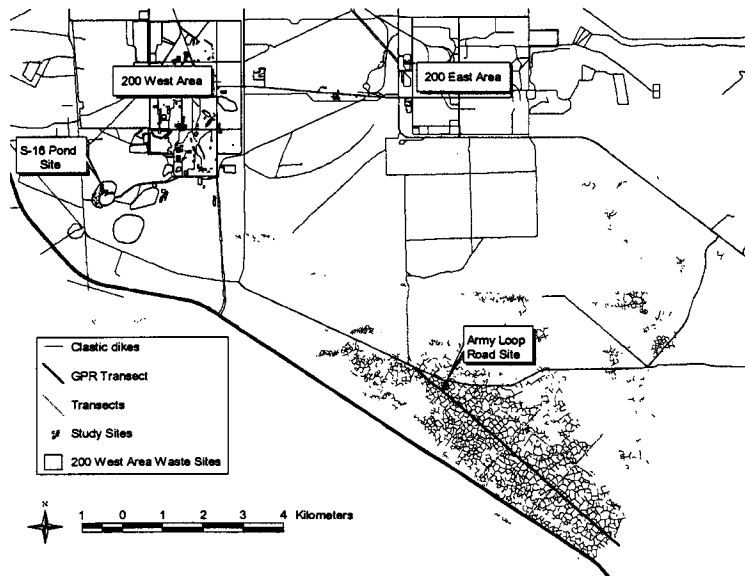 200 West Area
200 East Area
S-16 Pond
Site
Army Loop
Road Site
Clastic dikes
GPR Transect
Transects
Study Sites
200 West Area Waste Sites
N
1 0 1 2 3 4 Kilometers